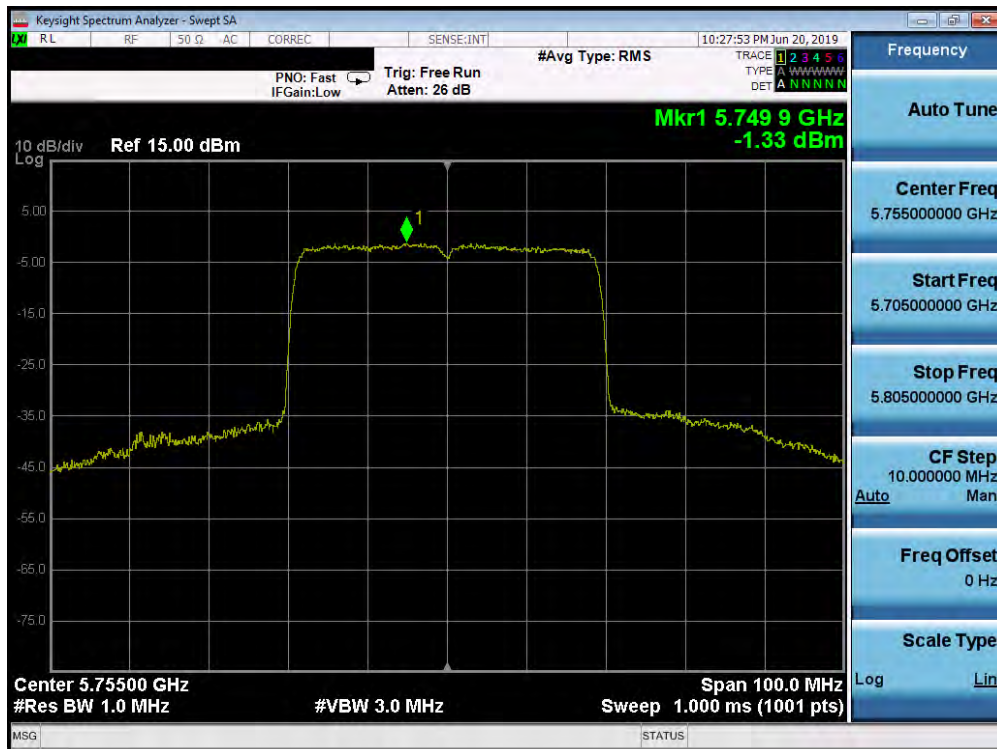 Keysight Spectrum Analyzer - Swept SA
LXI RL RF 50 Ω AC CORREC SENSE:INT 10:27:53 PM Jun 20, 2019
#Avg Type: RMS TRACE 1 2 3 4 5 6
PNO: Fast Trig: Free Run TYPE A WWWWW
IFGain:Low Atten: 26 dB DET A N N N N N
Mkr1 5.749 9 GHz
-1.33 dBm
10 dB/div Ref 15.00 dBm
Log
1
5.00
-5.00
-15.0
-25.0
-35.0
-45.0
-55.0
-65.0
-75.0
Center 5.75500 GHz Span 100.0 MHz
#Res BW 1.0 MHz #VBW 3.0 MHz Sweep 1.000 ms (1001 pts)
MSG STATUS
Frequency
Auto Tune
Center Freq
5.755000000 GHz
Start Freq
5.705000000 GHz
Stop Freq
5.805000000 GHz
CF Step
10.000000 MHz
Auto Man
Freq Offset
0 Hz
Scale Type
Log Lin